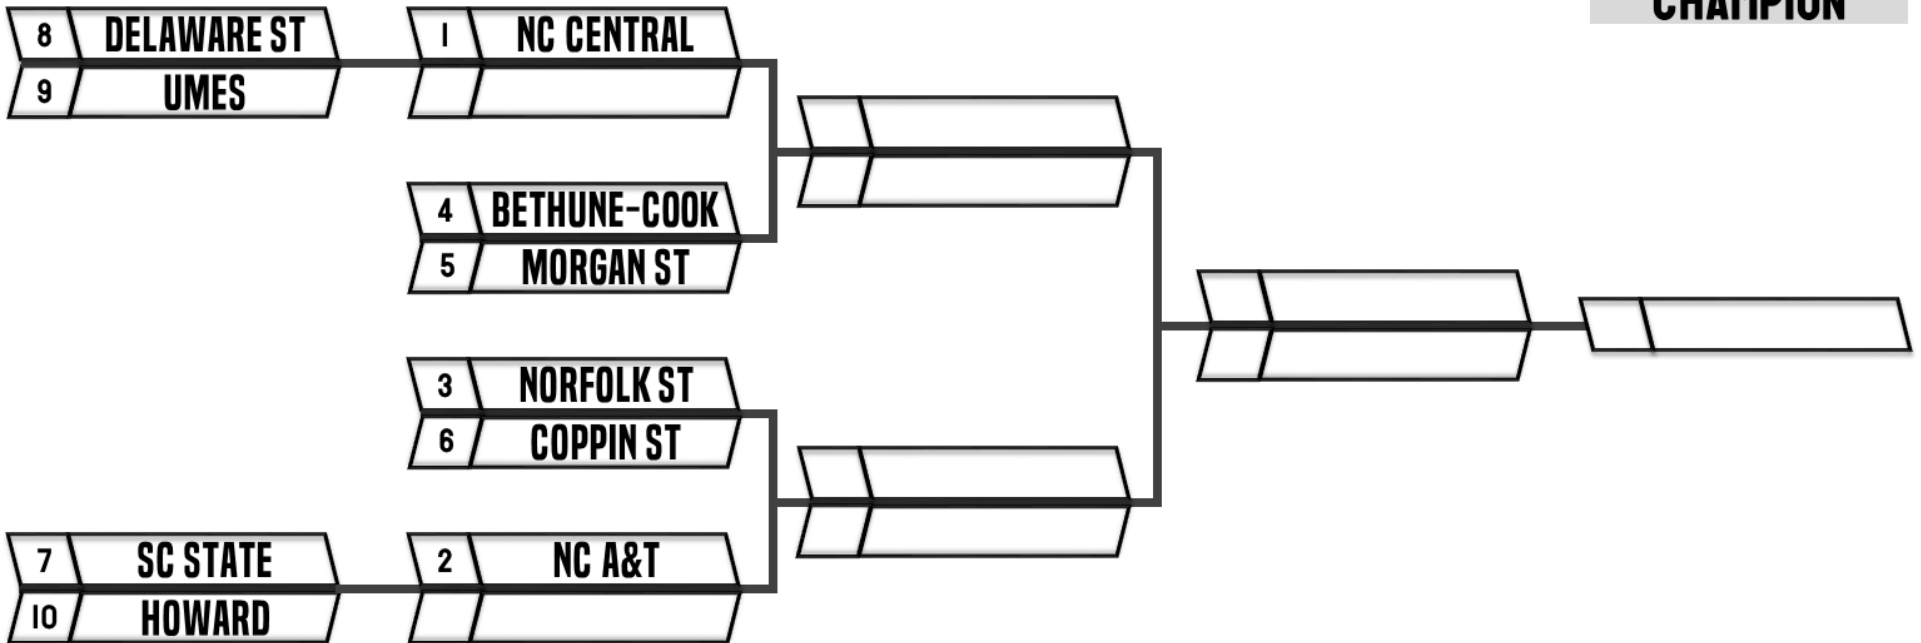 CHAMPION
8 DELAWARE ST
9 UMES
1 NC CENTRAL
4 BETHUNE-COOK
5 MORGAN ST
3 NORFOLK ST
6 COPPIN ST
7 SC STATE
10 HOWARD
2 NC A&T